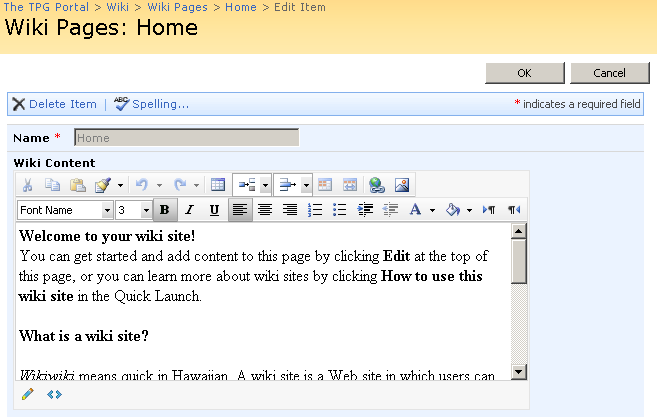 The TPG Portal > Wiki > Wiki Pages > Home > Edit Item
Wiki Pages: Home
OK Cancel
Delete Item | ABC Spelling... * indicates a required field
Name * Home
Wiki Content
Font Name 3 B I U A
Welcome to your wiki site!
You can get started and add content to this page by clicking Edit at the top of
this page, or you can learn more about wiki sites by clicking How to use this
wiki site in the Quick Launch.
What is a wiki site?
Wikiwiki means quick in Hawaiian. A wiki site is a Web site in which users can